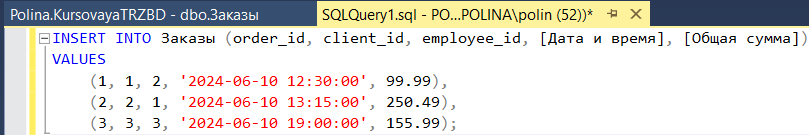 Polina.KursovayaTRZBD - dbo.Заказы
SQLQuery1.sql - PO...POLINA\polin (52))*
INSERT INTO Заказы (order_id, client_id, employee_id, [Дата и время], [Общая сумма])
VALUES
(1, 1, 2, '2024-06-10 12:30:00', 99.99),
(2, 2, 1, '2024-06-10 13:15:00', 250.49),
(3, 3, 3, '2024-06-10 19:00:00', 155.99);